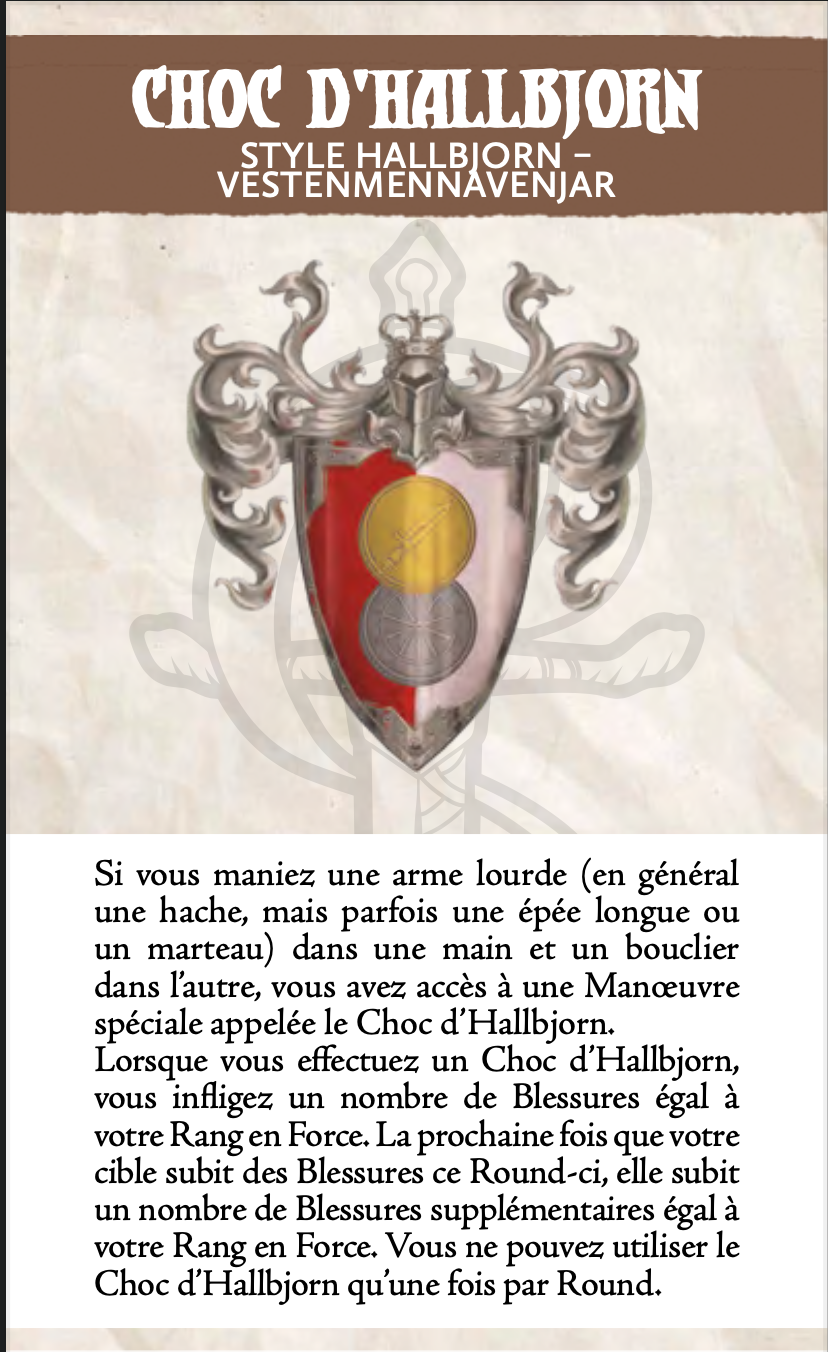 CHOC D'HALLBJORN
STYLE HALLBJORN –
VESTENMENNAVENJAR
Si vous maniez une arme lourde (en général
une hache, mais parfois une épée longue ou
un marteau) dans une main et un bouclier
dans l’autre, vous avez accès à une Manœuvre
spéciale appelée le Choc d’Hallbjorn.
Lorsque vous effectuez un Choc d’Hallbjorn,
vous infligez un nombre de Blessures égal à
votre Rang en Force. La prochaine fois que votre
cible subit des Blessures ce Round-ci, elle subit
un nombre de Blessures supplémentaires égal à
votre Rang en Force. Vous ne pouvez utiliser le
Choc d’Hallbjorn qu’une fois par Round.